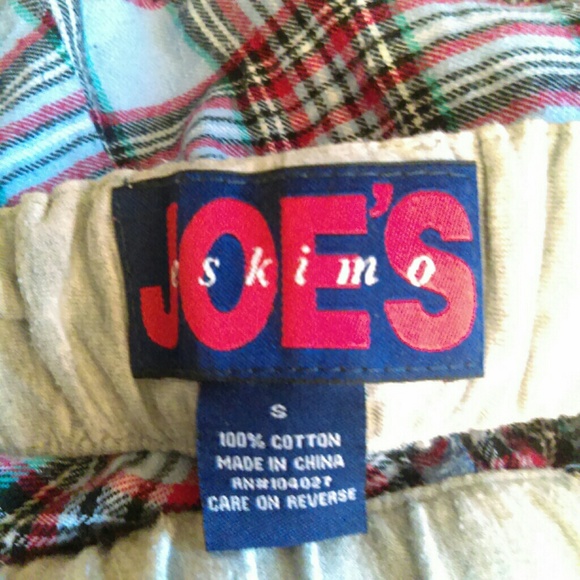 JOE'S
eskimo
S
100% COTTON
MADE IN CHINA
RN#104027
CARE ON REVERSE